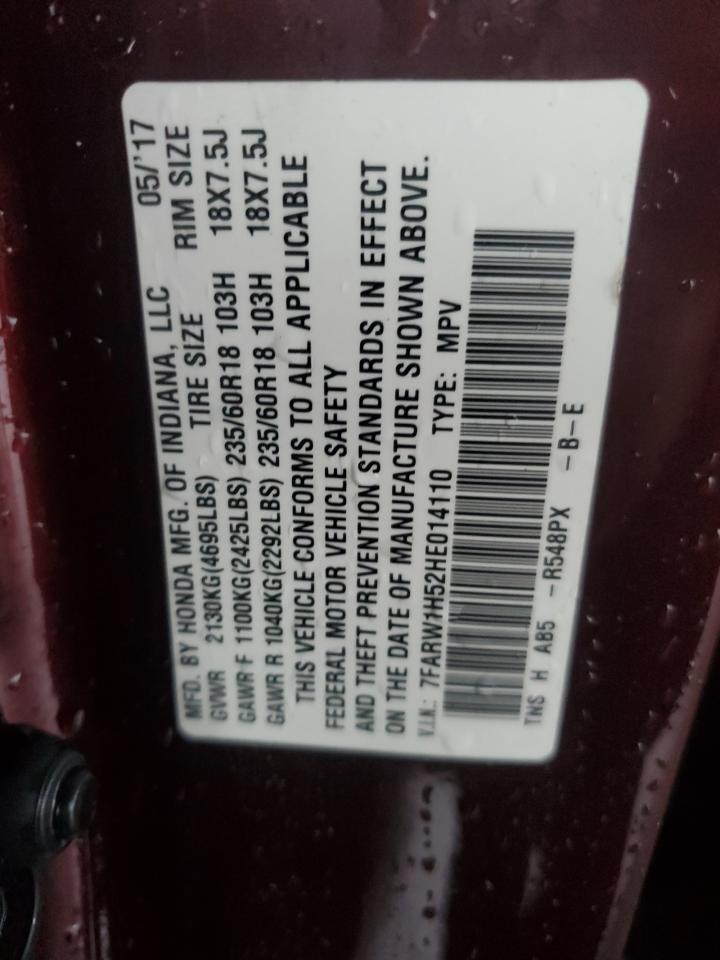 MFD. BY HONDA MFG. OF INDIANA, LLC 05/'17
GVWR 2130KG(4695LBS) TIRE SIZE RIM SIZE
GAWR F 1100KG(2425LBS) 235/60R18 103H 18X7.5J
GAWR R 1040KG(2292LBS) 235/60R18 103H 18X7.5J
THIS VEHICLE CONFORMS TO ALL APPLICABLE
FEDERAL MOTOR VEHICLE SAFETY
AND THEFT PREVENTION STANDARDS IN EFFECT
ON THE DATE OF MANUFACTURE SHOWN ABOVE.
V.I.N.: 7FARW1H52HE014110 TYPE: MPV
TNS H A85 -R548PX -B-E